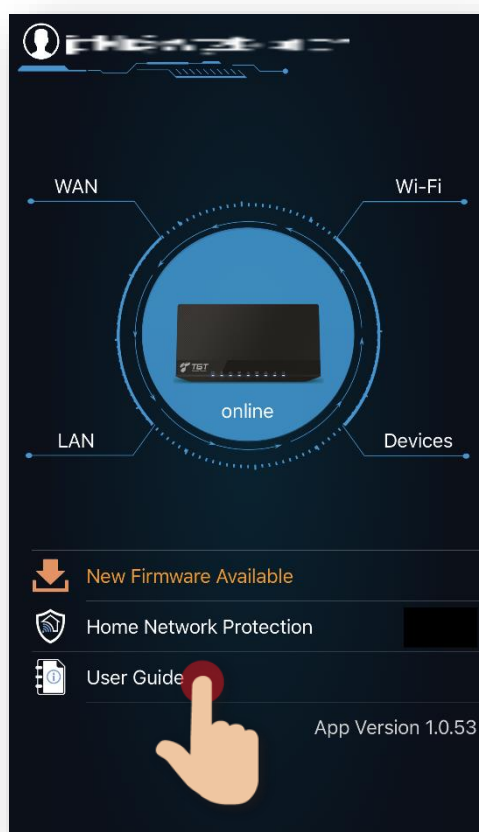 WAN
Wi-Fi
TGT
online
LAN
Devices
New Firmware Available
Home Network Protection
User Guide
App Version 1.0.53